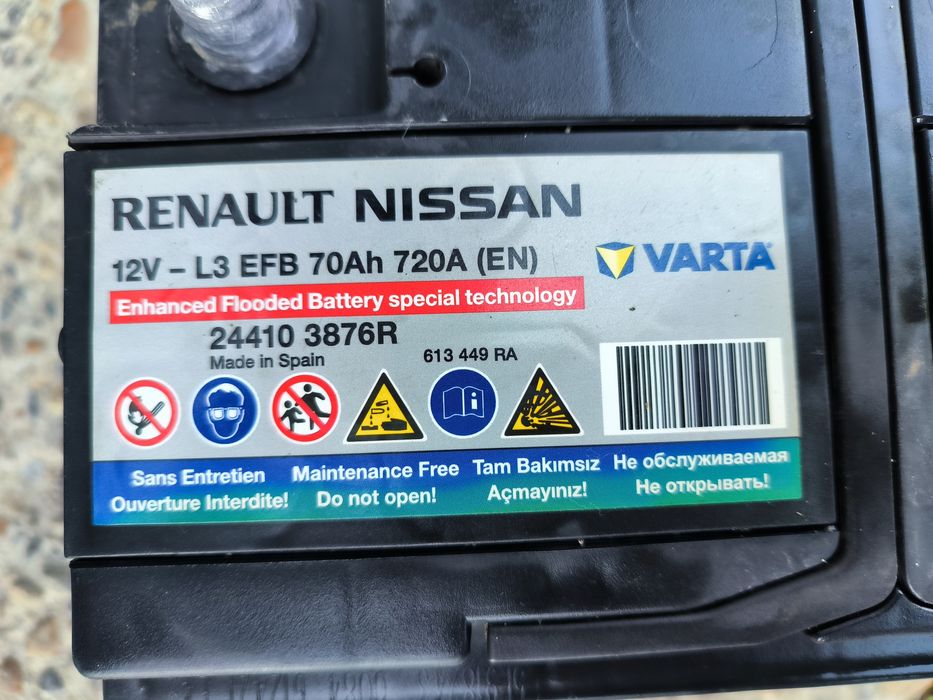 RENAULT NISSAN
12V – L3 EFB 70Ah 720A (EN)
VARTA
Enhanced Flooded Battery special technology
24410 3876R
Made in Spain
613 449 RA
Sans Entretien
Ouverture Interdite!
Maintenance Free
Do not open!
Tam Bakımsız
Açmayınız!
Не обслуживаемая
Не открывать!